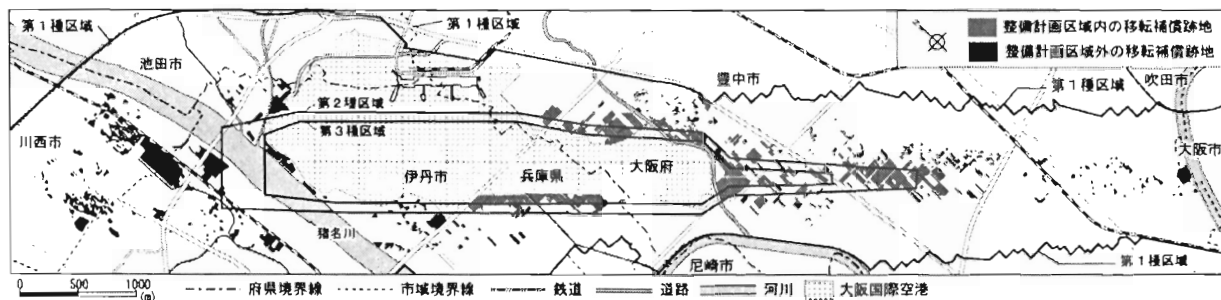 第1種区域
第1種区域
整備計画区域内の移転補償跡地
整備計画区域外の移転補償跡地
池田市
豊中市
吹田市
第1種区域
第2種区域
第3種区域
川西市
大阪市
伊丹市
兵庫県
大阪府
猪名川
尼崎市
第1種区域
0 500 1000
(m)
府県境界線 市域境界線 鉄道 道路 河川 大阪国際空港